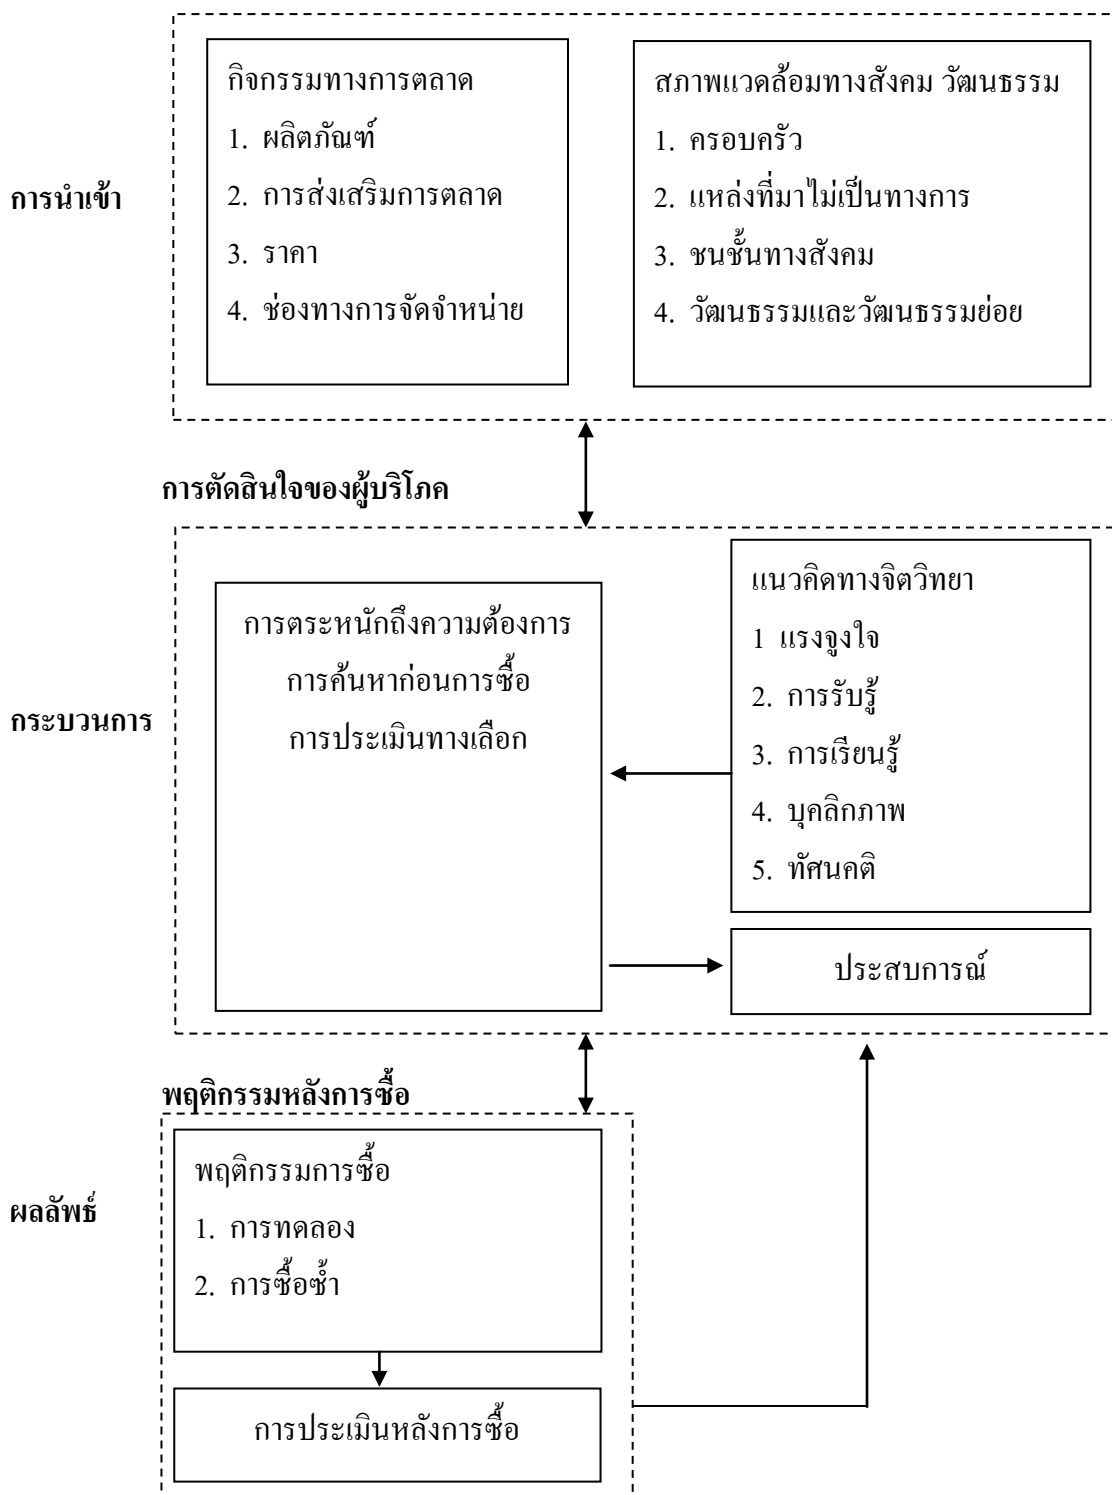 กิจกรรมทางการตลาด
1. ผลิตภัณฑ์
2. การส่งเสริมการตลาด
3. ราคา
4. ช่องทางการจัดจำหน่าย
สภาพแวดล้อมทางสังคม วัฒนธรรม
1. ครอบครัว
2. แหล่งที่มาไม่เป็นทางการ
3. ชนชั้นทางสังคม
4. วัฒนธรรมและวัฒนธรรมย่อย
การนำเข้า
การตัดสินใจของผู้บริโภค
การตระหนักถึงความต้องการ
การค้นหาก่อนการซื้อ
การประเมินทางเลือก
แนวคิดทางจิตวิทยา
1 แรงจูงใจ
2. การรับรู้
3. การเรียนรู้
4. บุคลิกภาพ
5. ทัศนคติ
กระบวนการ
ประสบการณ์
พฤติกรรมหลังการซื้อ
พฤติกรรมการซื้อ
1. การทดลอง
2. การซื้อซ้ำ
ผลลัพธ์
การประเมินหลังการซื้อ